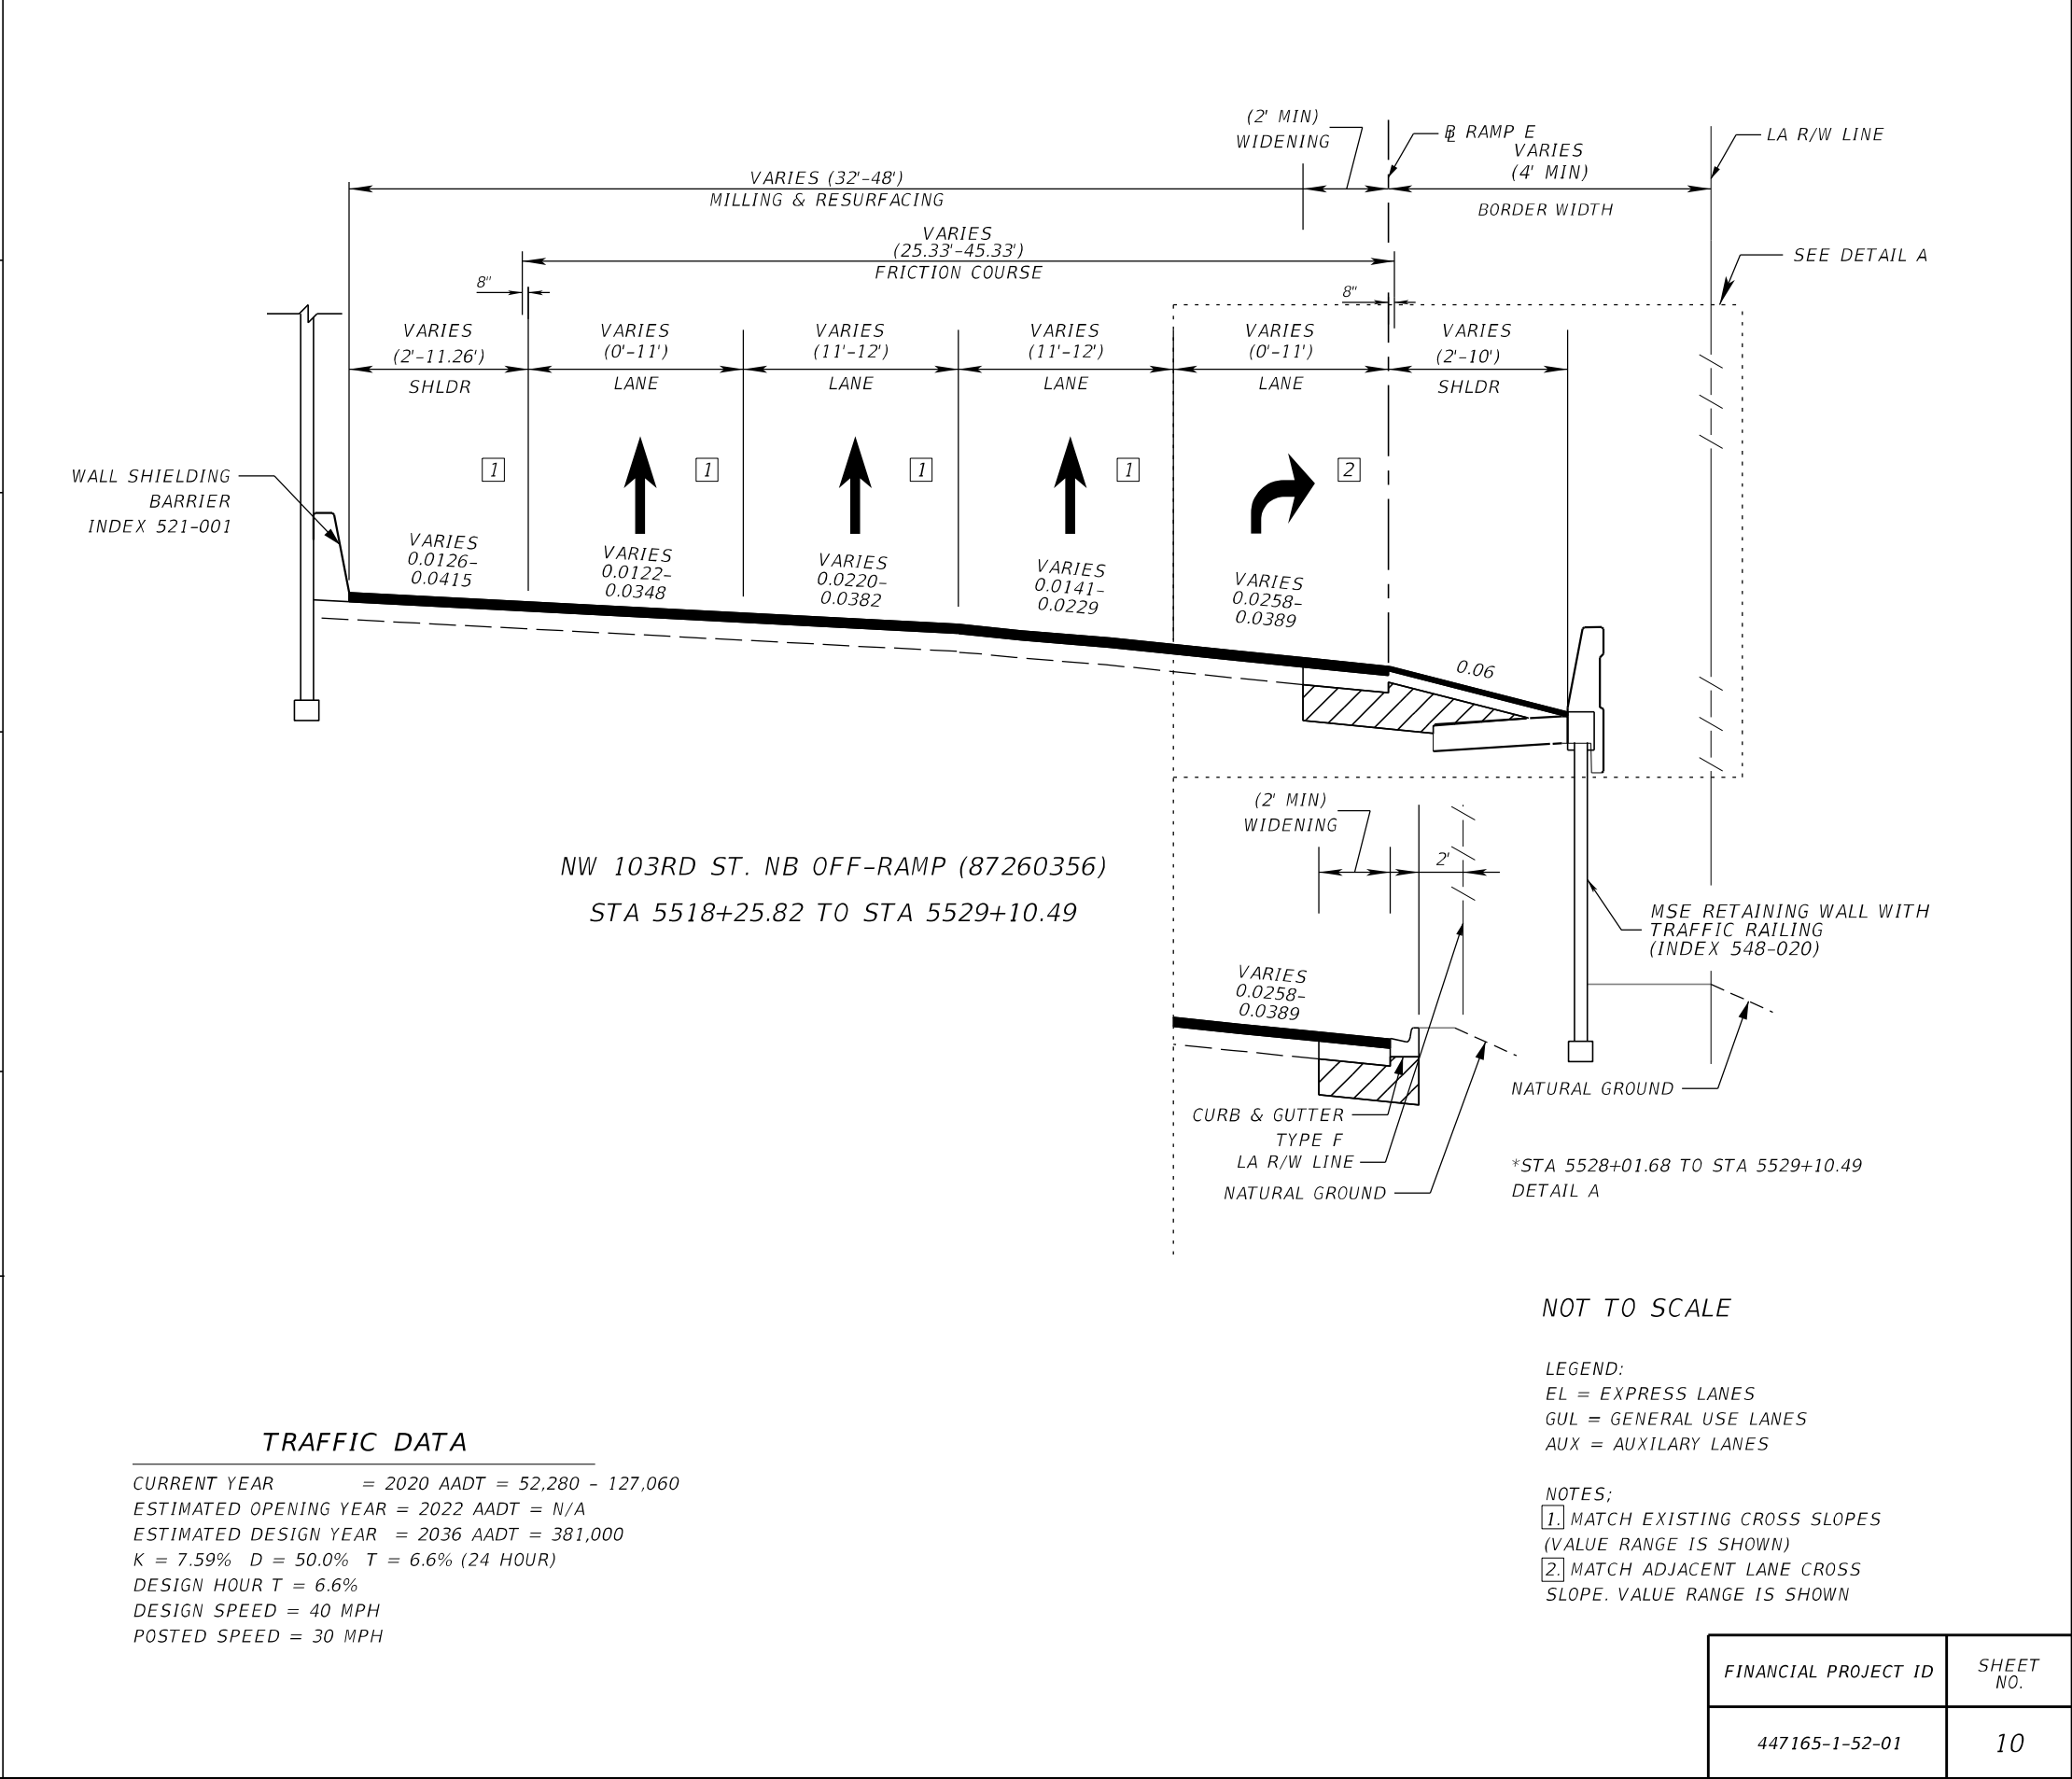 (2' MIN)
WIDENING
B RAMP E
L
VARIES
(4' MIN)
BORDER WIDTH
LA R/W LINE
VARIES (32'-48')
MILLING & RESURFACING
VARIES
(25.33'-45.33')
FRICTION COURSE
SEE DETAIL A
8"
8"
VARIES
(2'-11.26')
SHLDR
VARIES
(0'-11')
LANE
VARIES
(11'-12')
LANE
VARIES
(11'-12')
LANE
VARIES
(0'-11')
LANE
VARIES
(2'-10')
SHLDR
1
1
1
1
2
WALL SHIELDING
BARRIER
INDEX 521-001
VARIES
0.0126-
0.0415
VARIES
0.0122-
0.0348
VARIES
0.0220-
0.0382
VARIES
0.0141-
0.0229
VARIES
0.0258-
0.0389
0.06
NW 103RD ST. NB OFF-RAMP (87260356)
STA 5518+25.82 TO STA 5529+10.49
(2' MIN)
WIDENING
2'
MSE RETAINING WALL WITH
TRAFFIC RAILING
(INDEX 548-020)
VARIES
0.0258-
0.0389
CURB & GUTTER
TYPE F
LA R/W LINE
NATURAL GROUND
NATURAL GROUND
*STA 5528+01.68 TO STA 5529+10.49
DETAIL A
NOT TO SCALE
LEGEND:
EL = EXPRESS LANES
GUL = GENERAL USE LANES
AUX = AUXILARY LANES
NOTES;
1. MATCH EXISTING CROSS SLOPES
(VALUE RANGE IS SHOWN)
2. MATCH ADJACENT LANE CROSS
SLOPE. VALUE RANGE IS SHOWN
TRAFFIC DATA
CURRENT YEAR = 2020 AADT = 52,280 - 127,060
ESTIMATED OPENING YEAR = 2022 AADT = N/A
ESTIMATED DESIGN YEAR = 2036 AADT = 381,000
K = 7.59% D = 50.0% T = 6.6% (24 HOUR)
DESIGN HOUR T = 6.6%
DESIGN SPEED = 40 MPH
POSTED SPEED = 30 MPH
FINANCIAL PROJECT ID
SHEET
NO.
447165-1-52-01
10